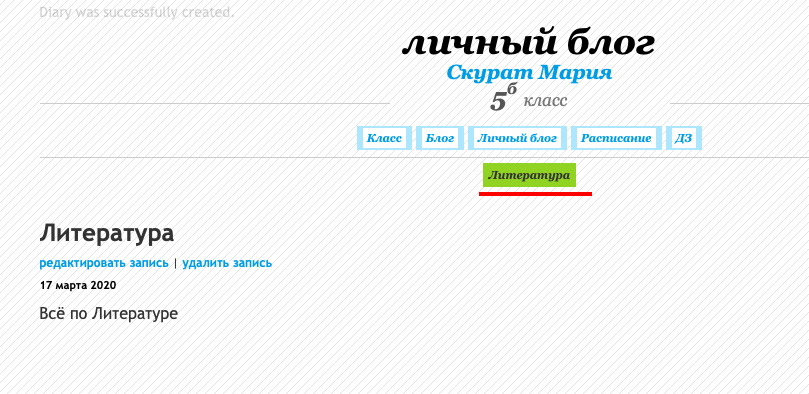 Diary was successfully created.
личный блог
Скурат Мария
5б класс
Класс Блог Личный блог Расписание ДЗ
Литература
Литература
редактировать запись | удалить запись
17 марта 2020
Всё по Литературе